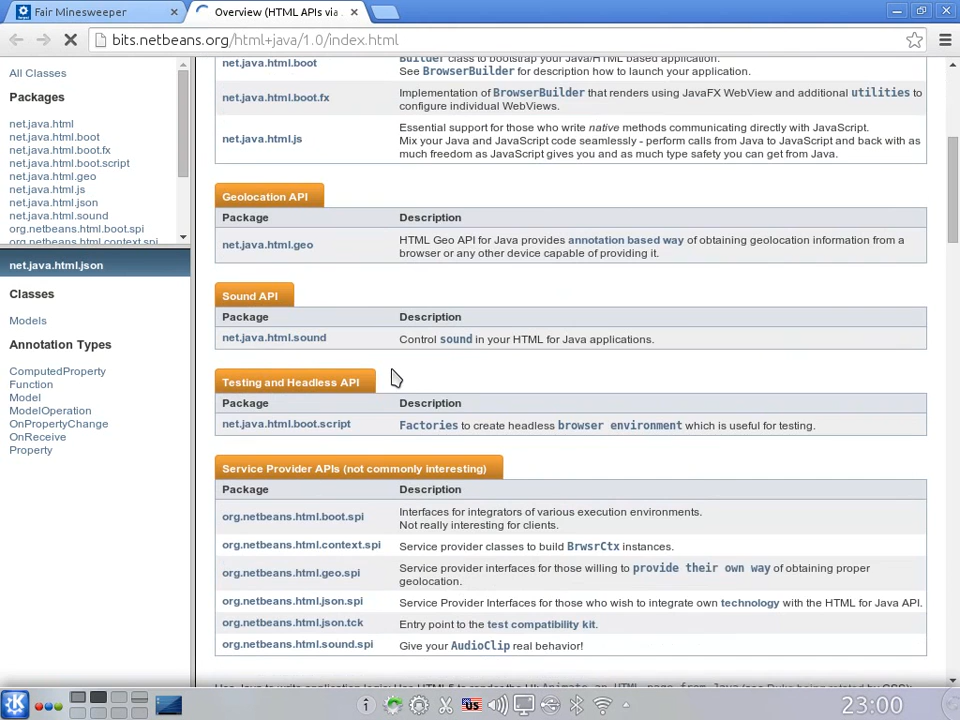 Fair Minesweeper
Overview (HTML APIs via
bits.netbeans.org/html+java/1.0/index.html
All Classes
Packages
net.java.html
net.java.html.boot
net.java.html.boot.fx
net.java.html.boot.script
net.java.html.geo
net.java.html.js
net.java.html.json
net.java.html.sound
org.netbeans.html.boot.spi
org.netbeans.html.context.spi
net.java.html.json
Classes
Models
Annotation Types
ComputedProperty
Function
Model
ModelOperation
OnPropertyChange
OnReceive
Property
net.java.html.boot
Builder class to bootstrap your Java/HTML based application.
See BrowserBuilder for description how to launch your application.
net.java.html.boot.fx
Implementation of BrowserBuilder that renders using JavaFX WebView and additional utilities to
configure individual WebViews.
net.java.html.js
Essential support for those who write native methods communicating directly with JavaScript.
Mix your Java and JavaScript code seamlessly - perform calls from Java to JavaScript and back with as
much freedom as JavaScript gives you and as much type safety you can get from Java.
Geolocation API
Package Description
net.java.html.geo
HTML Geo API for Java provides annotation based way of obtaining geolocation information from a
browser or any other device capable of providing it.
Sound API
Package Description
net.java.html.sound Control sound in your HTML for Java applications.
Testing and Headless API
Package Description
net.java.html.boot.script Factories to create headless browser environment which is useful for testing.
Service Provider APIs (not commonly interesting)
Package Description
org.netbeans.html.boot.spi
Interfaces for integrators of various execution environments.
Not really interesting for clients.
org.netbeans.html.context.spi Service provider classes to build BrwsrCtx instances.
org.netbeans.html.geo.spi
Service provider interfaces for those willing to provide their own way of obtaining proper
geolocation.
org.netbeans.html.json.spi Service Provider Interfaces for those who wish to integrate own technology with the HTML for Java API.
org.netbeans.html.json.tck Entry point to the test compatibility kit.
org.netbeans.html.sound.spi Give your AudioClip real behavior!
us
23:00